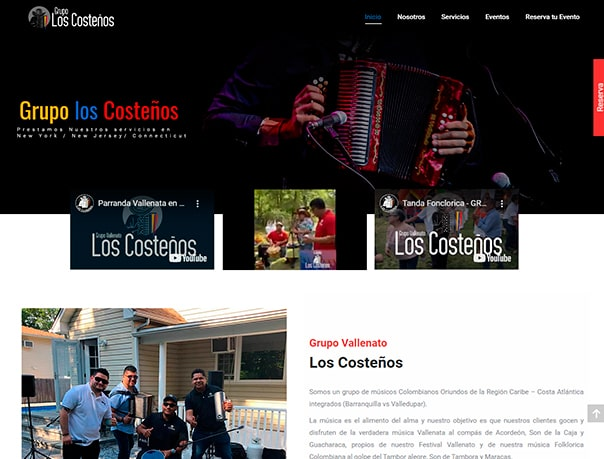 Grupo
Los Costeños
Inicio Nosotros Servicios Eventos Reserva tu Evento
Reserva
Grupo los Costeños
Prestamos Nuestros servicios en
New York / New Jersey/ Connecticut
Parranda Vallenata en ...
Grupo Vallenato
Los Costeños
YouTube
Los Costeños
Tanda Fonclorica - GR...
Grupo Vallenato
Los Costeños
YouTube
Grupo Vallenato
Los Costeños
Somos un grupo de músicos Colombianos Oriundos de la Región Caribe – Costa Atlántica
integrados (Barranquilla vs Valledupar).
La música es el alimento del alma y nuestro objetivo es que nuestros clientes gocen y
disfruten de la verdadera música Vallenata al compás de Acordeón, Son de la Caja y
Guacharaca, propios de nuestro Festival Vallenato y de nuestra música Folklorica
Colombiana al golpe del Tambor alegre, Son de Tambora y Maracas.